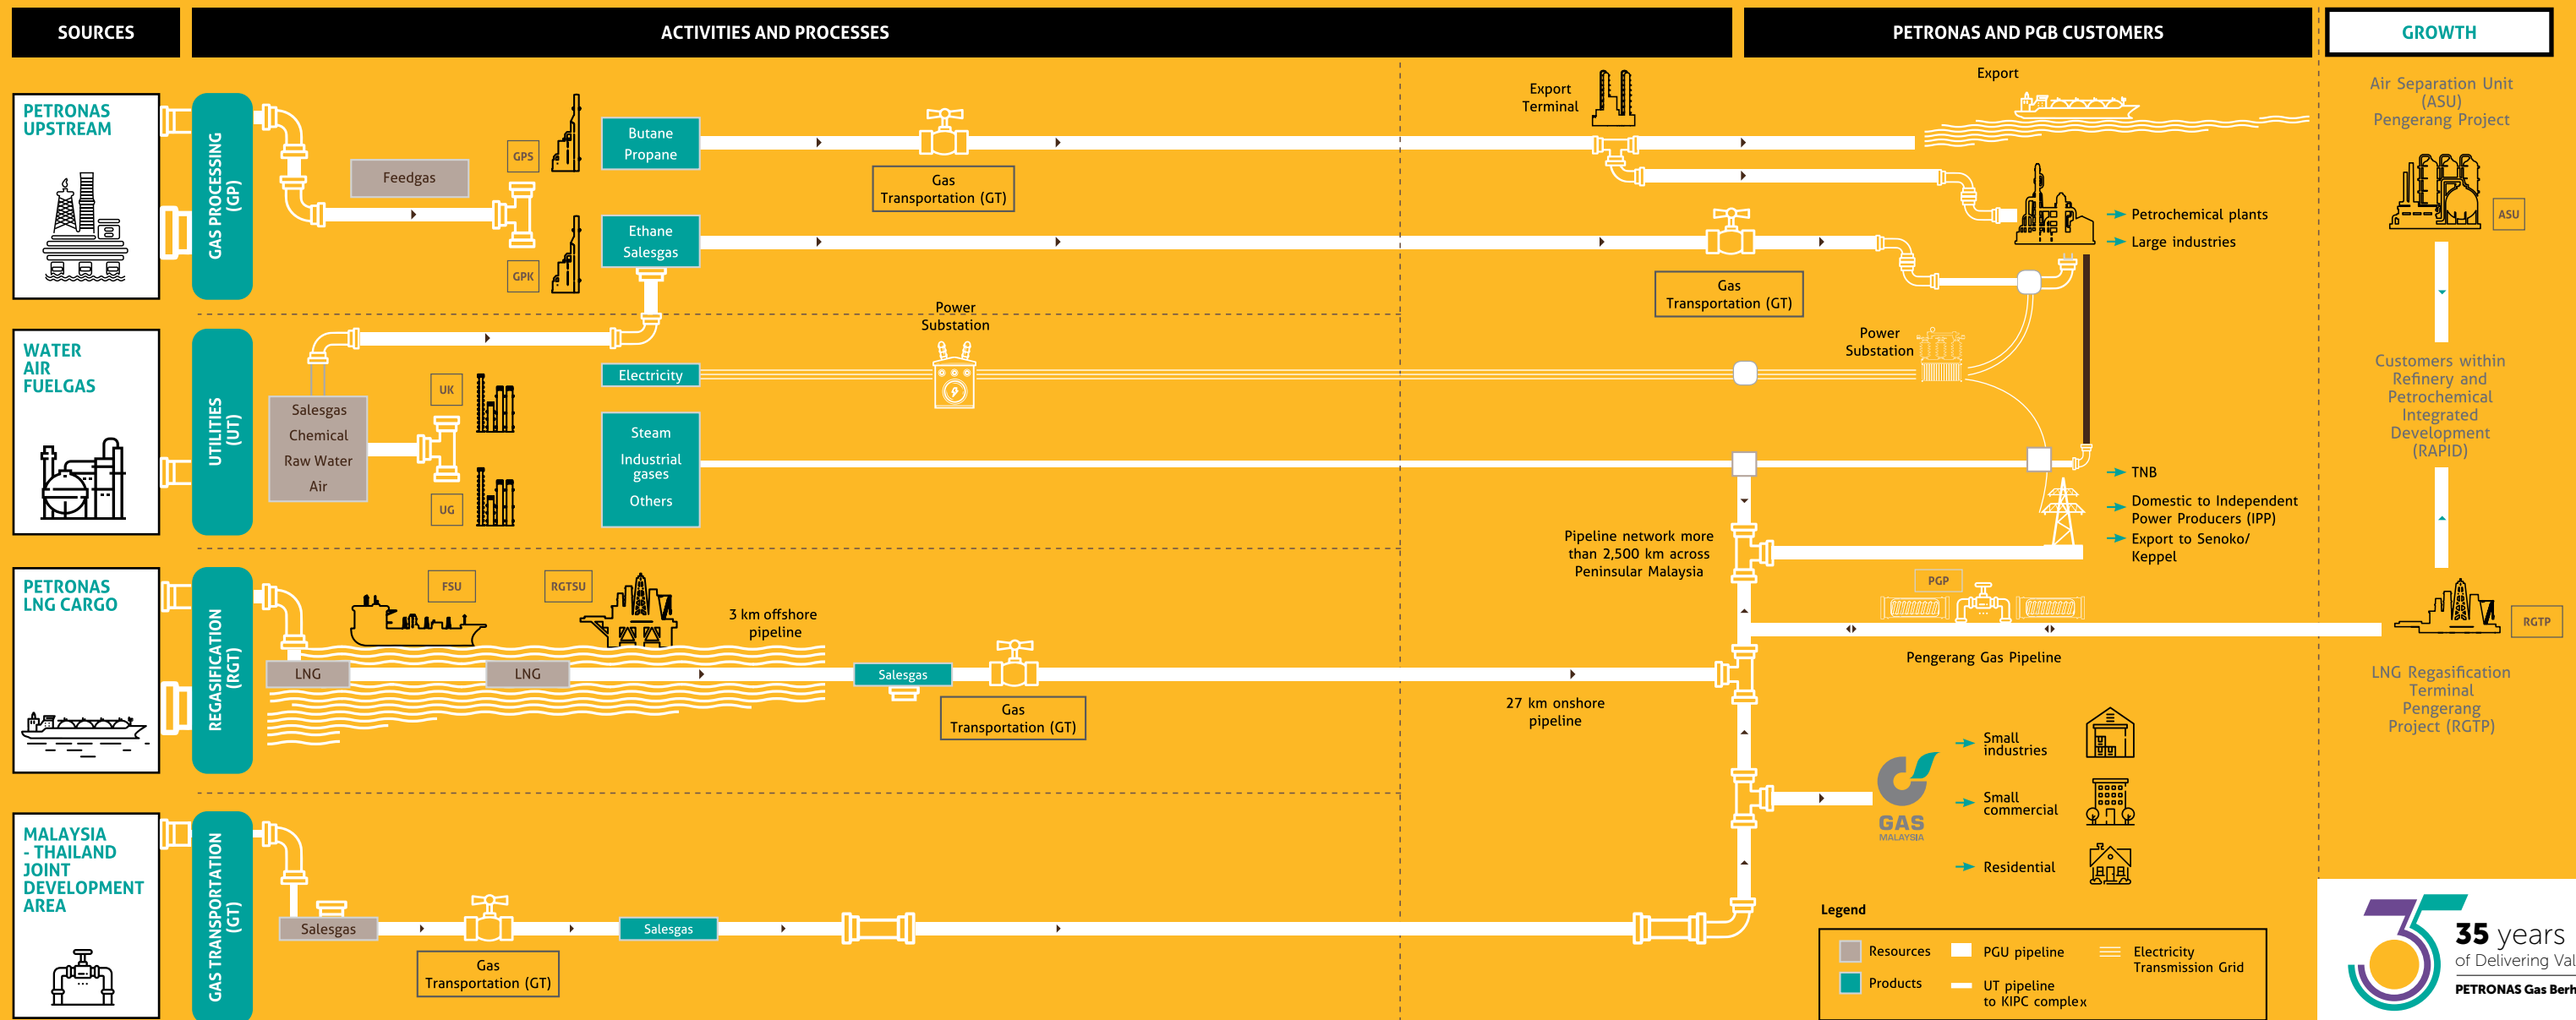 SOURCES
ACTIVITIES AND PROCESSES
PETRONAS AND PGB CUSTOMERS
GROWTH
PETRONAS
UPSTREAM
GAS PROCESSING
(GP)
Feedgas
GPS
GPK
Butane
Propane
Ethane
Salesgas
Gas
Transportation (GT)
Export
Terminal
Export
Gas
Transportation (GT)
Petrochemical plants
Large industries
Air Separation Unit
(ASU)
Pengerang Project
ASU
WATER
AIR
FUELGAS
UTILITIES
(UT)
Salesgas
Chemical
Raw Water
Air
UK
UG
Electricity
Steam
Industrial
gases
Others
Power
Substation
Power
Substation
TNB
Domestic to Independent
Power Producers (IPP)
Export to Senoko/
Keppel
Customers within
Refinery and
Petrochemical
Integrated
Development
(RAPID)
PETRONAS
LNG CARGO
REGASIFICATION
(RGT)
FSU
RGTSU
LNG
LNG
3 km offshore
pipeline
Salesgas
Gas
Transportation (GT)
27 km onshore
pipeline
Pipeline network more
than 2,500 km across
Peninsular Malaysia
PGP
Pengerang Gas Pipeline
RGTP
LNG Regasification
Terminal
Pengerang
Project (RGTP)
GAS
MALAYSIA
Small
industries
Small
commercial
Residential
MALAYSIA
- THAILAND
JOINT
DEVELOPMENT
AREA
GAS TRANSPORTATION
(GT)
Salesgas
Gas
Transportation (GT)
Salesgas
Legend
Resources
Products
PGU pipeline
UT pipeline
to KIPC complex
Electricity
Transmission Grid
35
35 years
of Delivering Val
PETRONAS Gas Berh